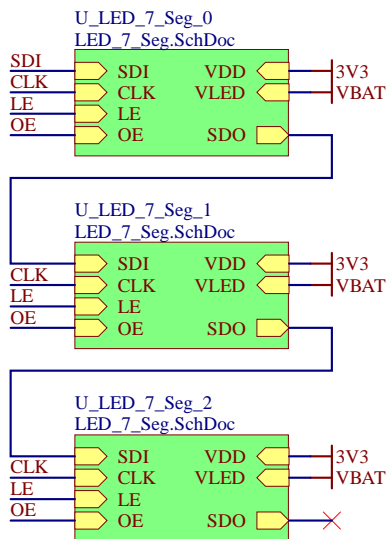 U_LED_7_Seg_0
LED_7_Seg.SchDoc
SDI SDI VDD 3V3
CLK CLK VLED VBAT
LE LE
OE OE SDO
U_LED_7_Seg_1
LED_7_Seg.SchDoc
SDI VDD 3V3
CLK CLK VLED VBAT
LE LE
OE OE SDO
U_LED_7_Seg_2
LED_7_Seg.SchDoc
SDI VDD 3V3
CLK CLK VLED VBAT
LE LE
OE OE SDO